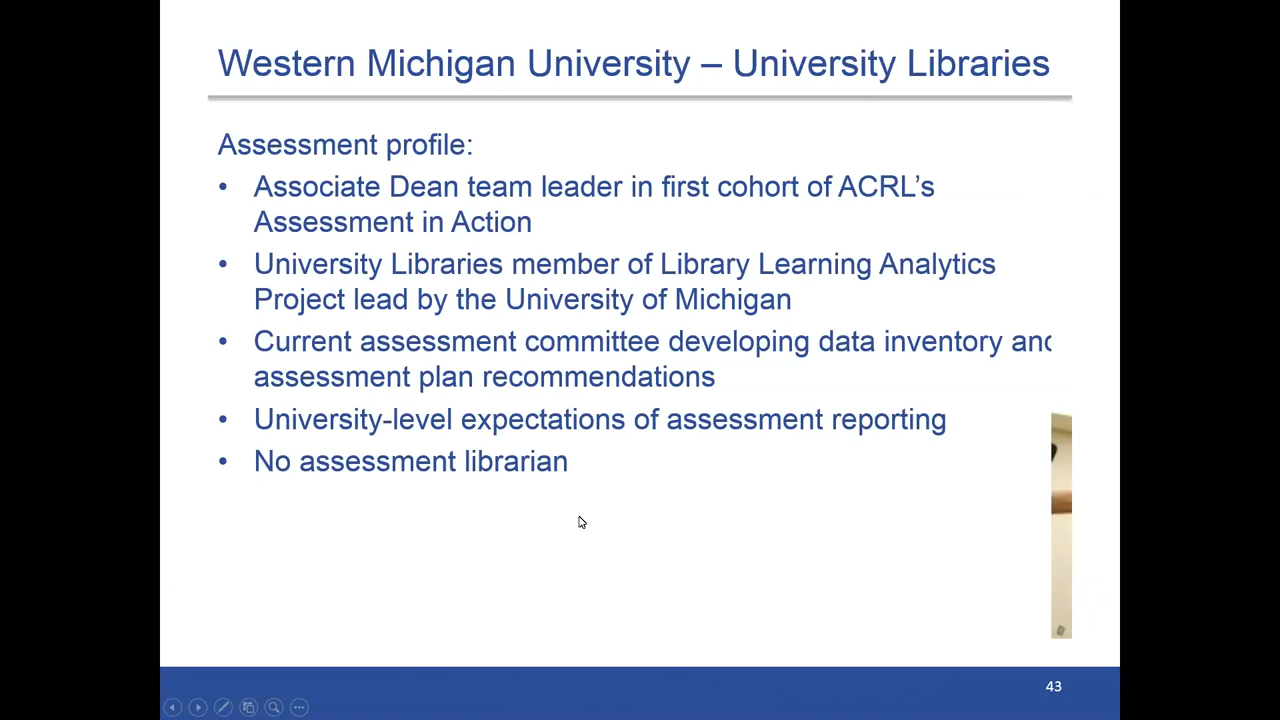 Western Michigan University – University Libraries
Assessment profile:
• Associate Dean team leader in first cohort of ACRL’s
Assessment in Action
• University Libraries member of Library Learning Analytics
Project lead by the University of Michigan
• Current assessment committee developing data inventory and
assessment plan recommendations
• University-level expectations of assessment reporting
• No assessment librarian
43